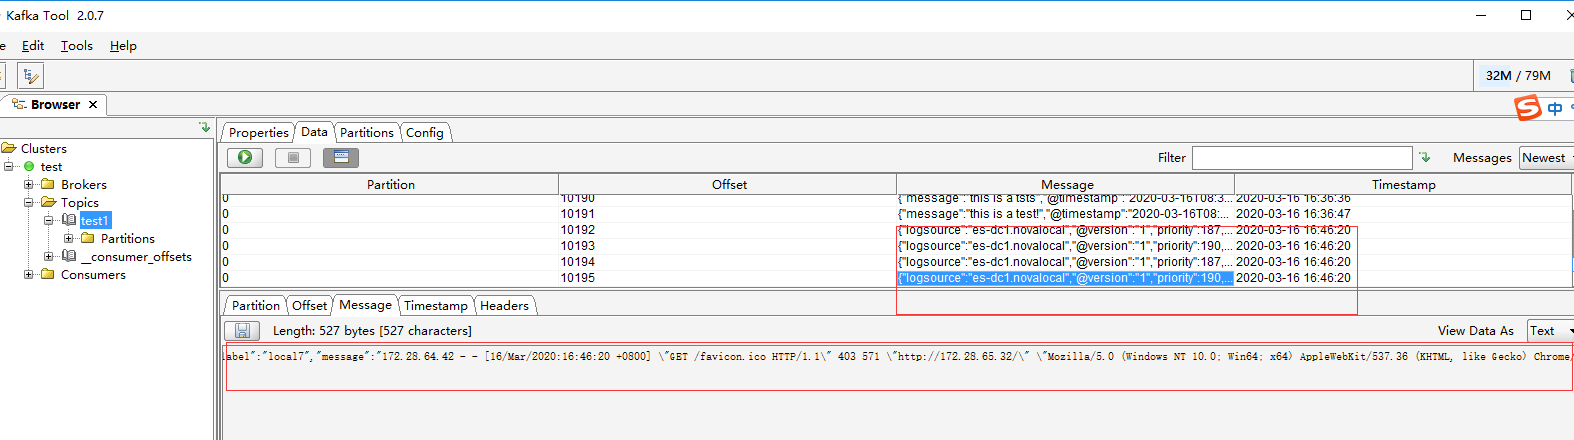 Kafka Tool 2.0.7
e Edit Tools Help
32M / 79M
Browser
中
Properties Data Partitions Config
Clusters
test
Brokers
Topics
test1
Partitions
__consumer_offsets
Consumers
Filter Messages Newest
Partition Offset Message Timestamp
0 10190 {"message":"this is a tsts","@timestamp":"2020-03-16T08:3... 2020-03-16 16:36:36
0 10191 {"message":"this is a test!","@timestamp":"2020-03-16T08:... 2020-03-16 16:36:47
0 10192 {"logsource":"es-dc1.novalocal","@version":"1","priority":187,... 2020-03-16 16:46:20
0 10193 {"logsource":"es-dc1.novalocal","@version":"1","priority":190,... 2020-03-16 16:46:20
0 10194 {"logsource":"es-dc1.novalocal","@version":"1","priority":187,... 2020-03-16 16:46:20
0 10195 {"logsource":"es-dc1.novalocal","@version":"1","priority":190,... 2020-03-16 16:46:20
Partition Offset Message Timestamp Headers
Length: 527 bytes [527 characters] View Data As Text
label":"local7","message":"172.28.64.42 - - [16/Mar/2020:16:46:20 +0800] \"GET /favicon.ico HTTP/1.1\" 403 571 \"http://172.28.65.32/\" \"Mozilla/5.0 (Windows NT 10.0; Win64; x64) AppleWebKit/537.36 (KHTML, like Gecko) Chrome/